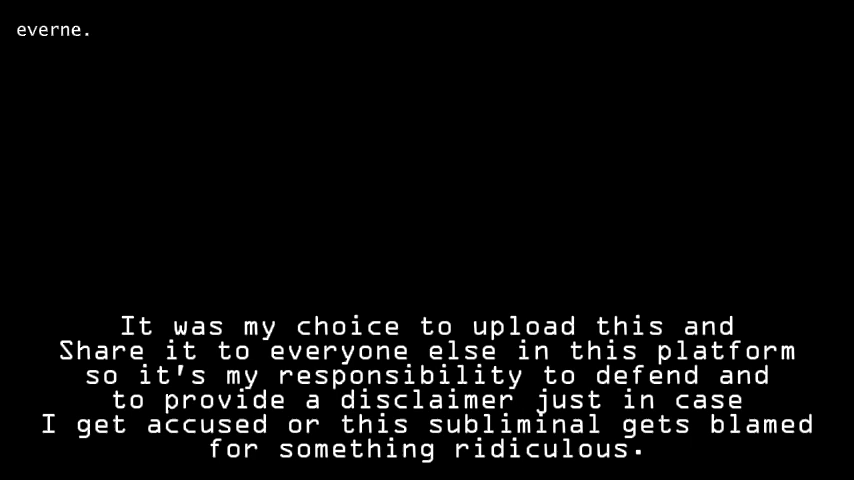 everne.
It was my choice to upload this and
Share it to everyone else in this platform
so it's my responsibility to defend and
to provide a disclaimer just in case
I get accused or this subliminal gets blamed
for something ridiculous.